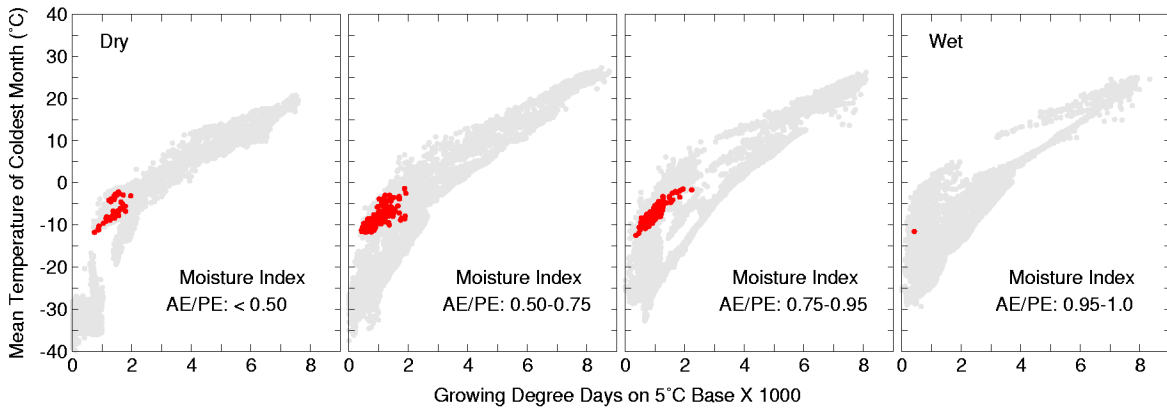 Mean Temperature of Coldest Month (˚C)
40
30
20
10
0
-10
-20
-30
-40
Dry
Wet
Moisture Index
AE/PE: < 0.50
Moisture Index
AE/PE: 0.50-0.75
Moisture Index
AE/PE: 0.75-0.95
Moisture Index
AE/PE: 0.95-1.0
0 2 4 6 8
0 2 4 6 8
0 2 4 6 8
0 2 4 6 8
Growing Degree Days on 5˚C Base X 1000